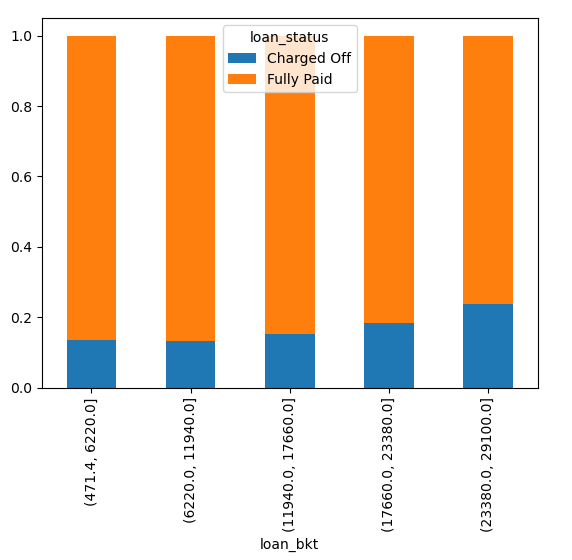 loan_status
Charged Off
Fully Paid
1.0
0.8
0.6
0.4
0.2
0.0
(471.4, 6220.0]
(6220.0, 11940.0]
(11940.0, 17660.0]
(17660.0, 23380.0]
(23380.0, 29100.0]
loan_bkt